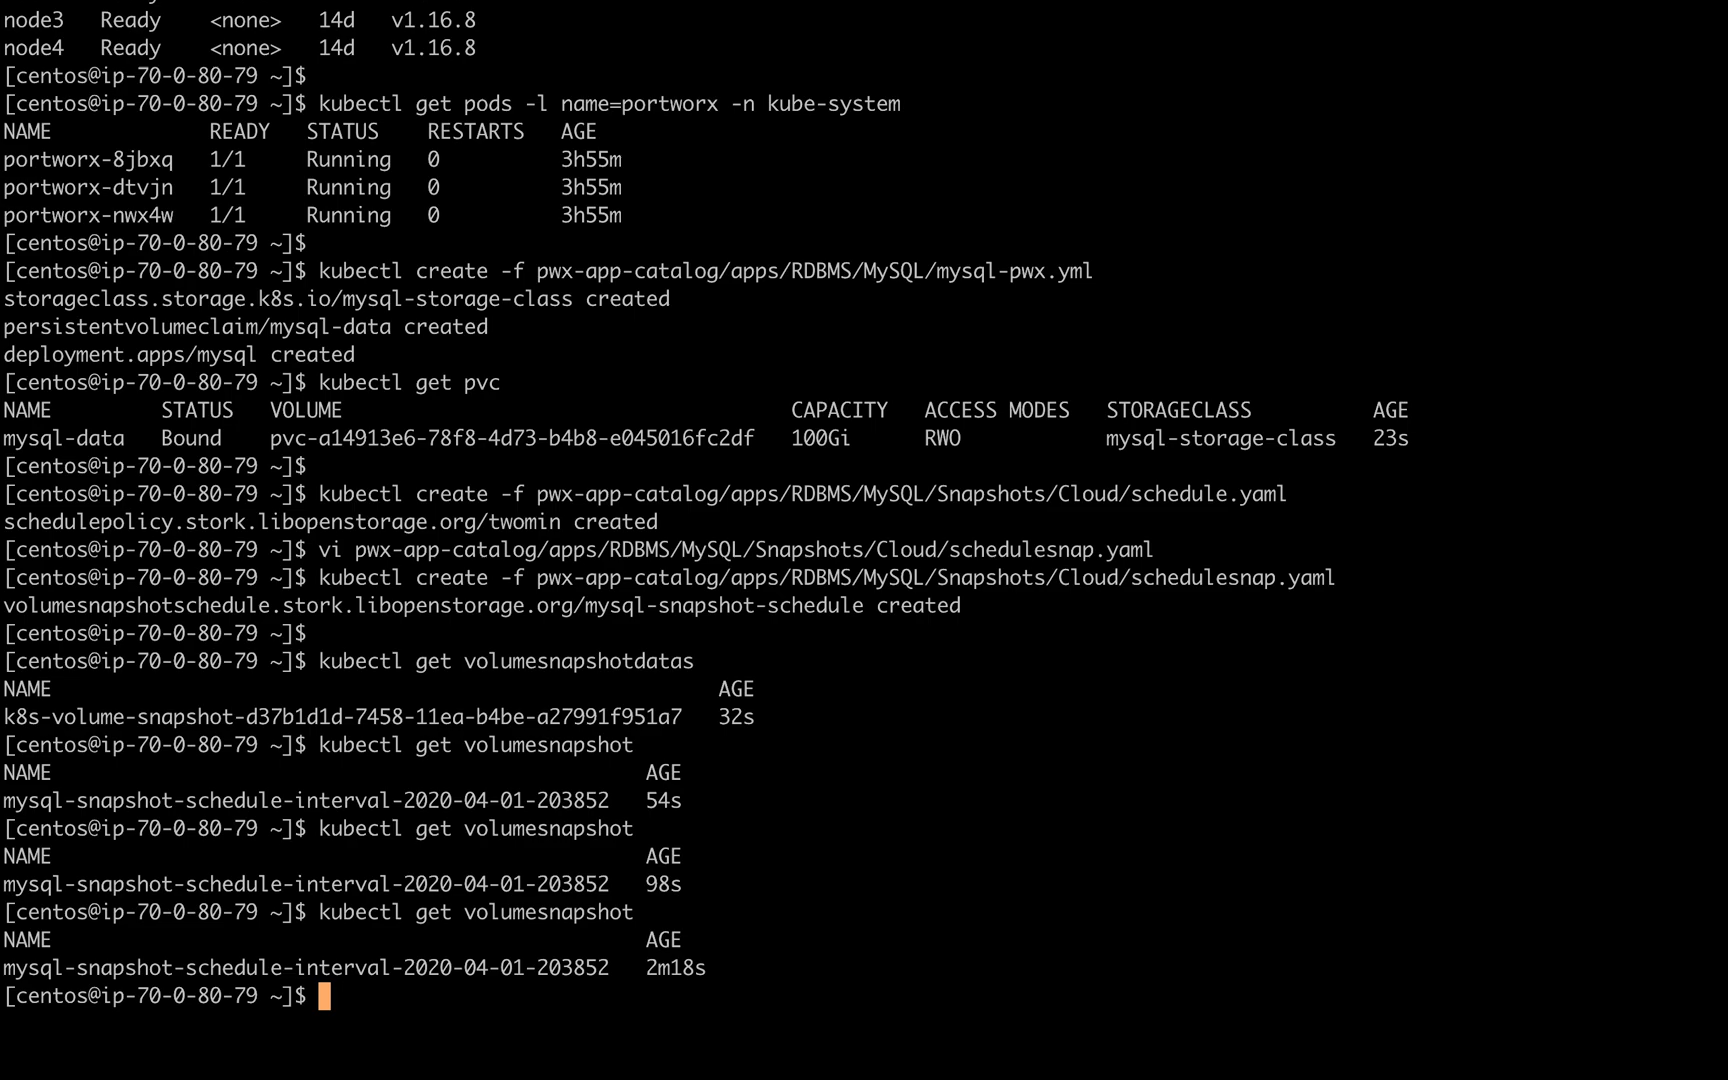 node3   Ready    <none>   14d   v1.16.8
node4   Ready    <none>   14d   v1.16.8
[centos@ip-70-0-80-79 ~]$
[centos@ip-70-0-80-79 ~]$ kubectl get pods -l name=portworx -n kube-system
NAME             READY   STATUS    RESTARTS   AGE
portworx-8jbxq   1/1     Running   0          3h55m
portworx-dtvjn   1/1     Running   0          3h55m
portworx-nwx4w   1/1     Running   0          3h55m
[centos@ip-70-0-80-79 ~]$
[centos@ip-70-0-80-79 ~]$ kubectl create -f pwx-app-catalog/apps/RDBMS/MySQL/mysql-pwx.yml
storageclass.storage.k8s.io/mysql-storage-class created
persistentvolumeclaim/mysql-data created
deployment.apps/mysql created
[centos@ip-70-0-80-79 ~]$ kubectl get pvc
NAME         STATUS   VOLUME                                     CAPACITY   ACCESS MODES   STORAGECLASS          AGE
mysql-data   Bound    pvc-a14913e6-78f8-4d73-b4b8-e045016fc2df   100Gi      RWO            mysql-storage-class   23s
[centos@ip-70-0-80-79 ~]$
[centos@ip-70-0-80-79 ~]$ kubectl create -f pwx-app-catalog/apps/RDBMS/MySQL/Snapshots/Cloud/schedule.yaml
schedulepolicy.stork.libopenstorage.org/twomin created
[centos@ip-70-0-80-79 ~]$ vi pwx-app-catalog/apps/RDBMS/MySQL/Snapshots/Cloud/schedulesnap.yaml
[centos@ip-70-0-80-79 ~]$ kubectl create -f pwx-app-catalog/apps/RDBMS/MySQL/Snapshots/Cloud/schedulesnap.yaml
volumesnapshotschedule.stork.libopenstorage.org/mysql-snapshot-schedule created
[centos@ip-70-0-80-79 ~]$
[centos@ip-70-0-80-79 ~]$ kubectl get volumesnapshotdatas
NAME                                                       AGE
k8s-volume-snapshot-d37b1d1d-7458-11ea-b4be-a27991f951a7   32s
[centos@ip-70-0-80-79 ~]$ kubectl get volumesnapshot
NAME                                                 AGE
mysql-snapshot-schedule-interval-2020-04-01-203852   54s
[centos@ip-70-0-80-79 ~]$ kubectl get volumesnapshot
NAME                                                 AGE
mysql-snapshot-schedule-interval-2020-04-01-203852   98s
[centos@ip-70-0-80-79 ~]$ kubectl get volumesnapshot
NAME                                                 AGE
mysql-snapshot-schedule-interval-2020-04-01-203852   2m18s
[centos@ip-70-0-80-79 ~]$